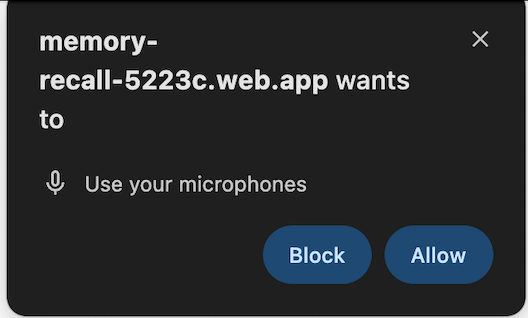 memory-
recall-5223c.web.app wants
to
Use your microphones
Block Allow